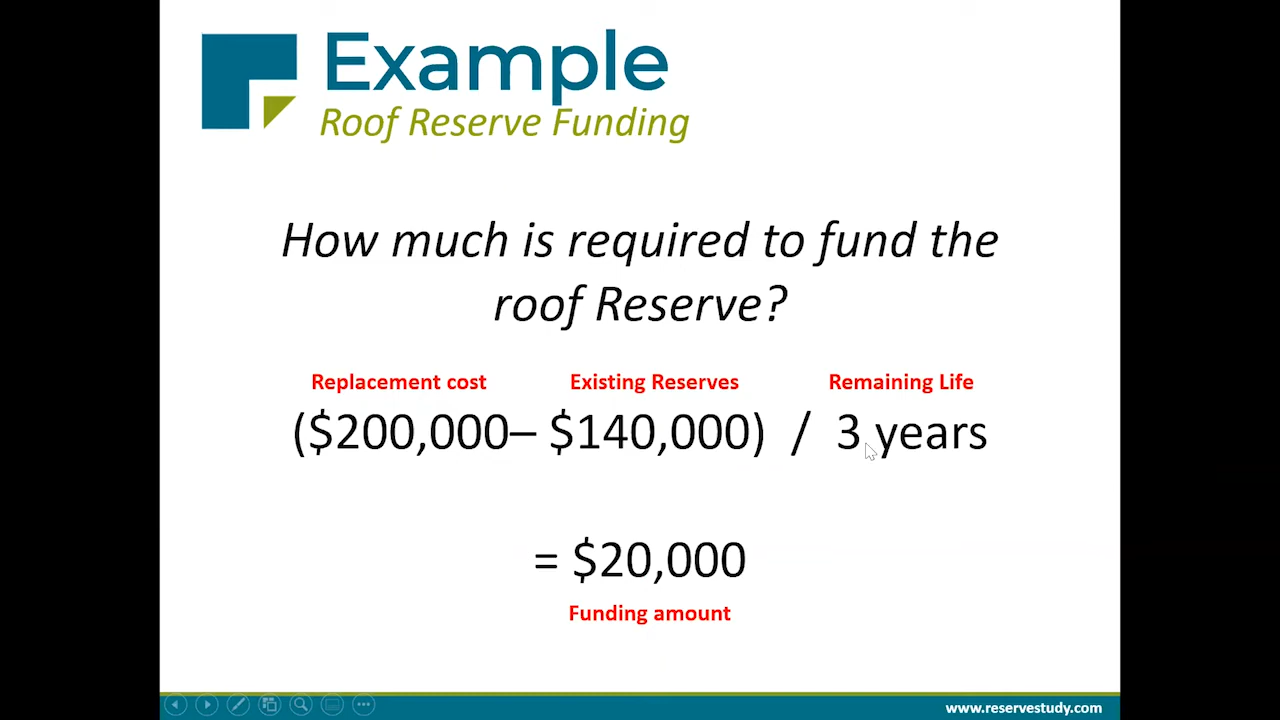 Example
Roof Reserve Funding
How much is required to fund the
roof Reserve?
Replacement cost Existing Reserves Remaining Life
($200,000– $140,000) / 3 years
= $20,000
Funding amount
www.reservestudy.com